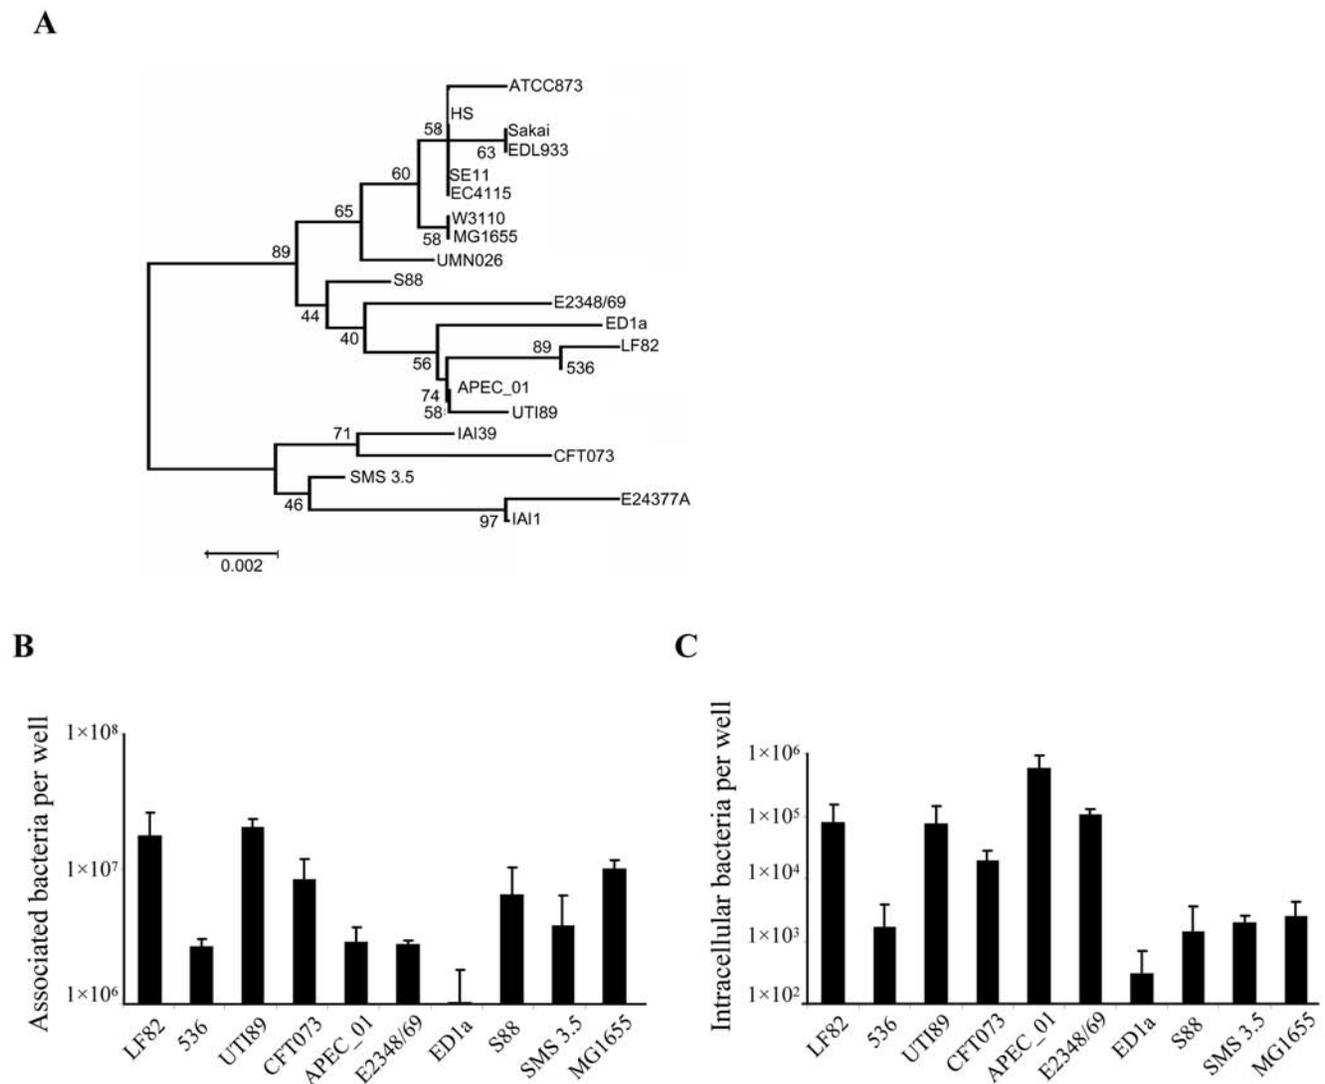 A
ATCC873
HS
58
Sakai
63
EDL933
60
SE11
EC4115
65
W3110
58
MG1655
89
UMN026
S88
44
E2348/69
40
ED1a
89
LF82
56
536
74
APEC_01
58
UTI89
71
IAI39
CFT073
SMS 3.5
46
E24377A
97
IAI1
0.002
B
Associated bacteria per well
1×10⁸
1×10⁷
1×10⁶
LF82
536
UTI89
CFT073
APEC_01
E2348/69
ED1a
S88
SMS 3.5
MG1655
C
Intracellular bacteria per well
1×10⁶
1×10⁵
1×10⁴
1×10³
1×10²
LF82
536
UTI89
CFT073
APEC_01
E2348/69
ED1a
S88
SMS 3.5
MG1655